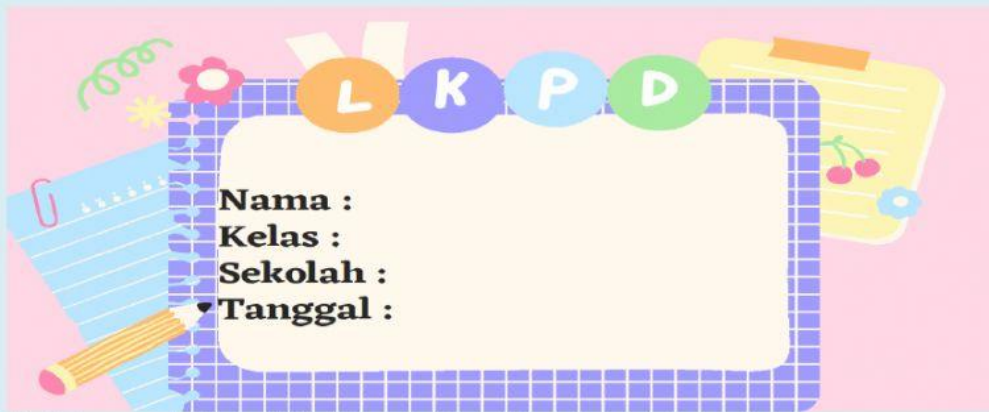 LKPD
Nama :
Kelas :
Sekolah :
Tanggal :